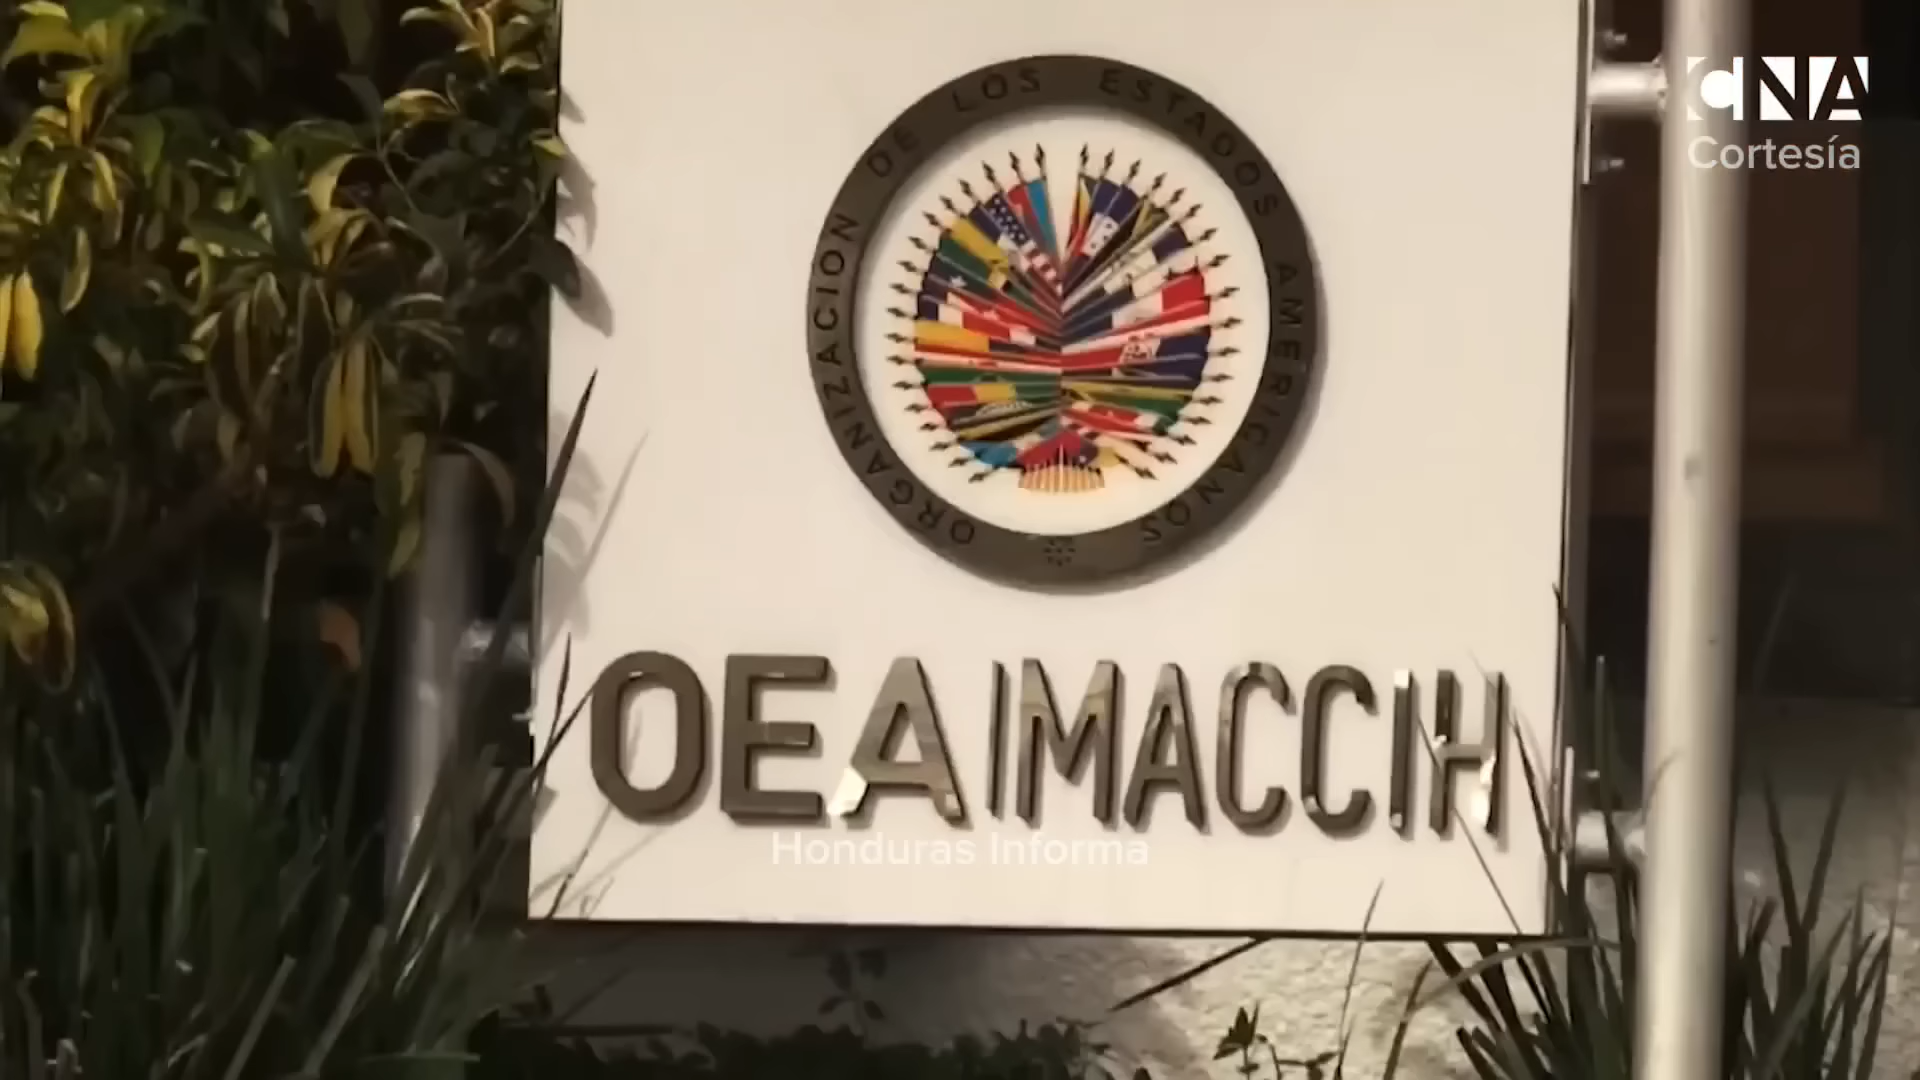 CNA
Cortesía
ORGANIZACION DE LOS ESTADOS AMERICANOS
OEA|MACCIH
Honduras Informa